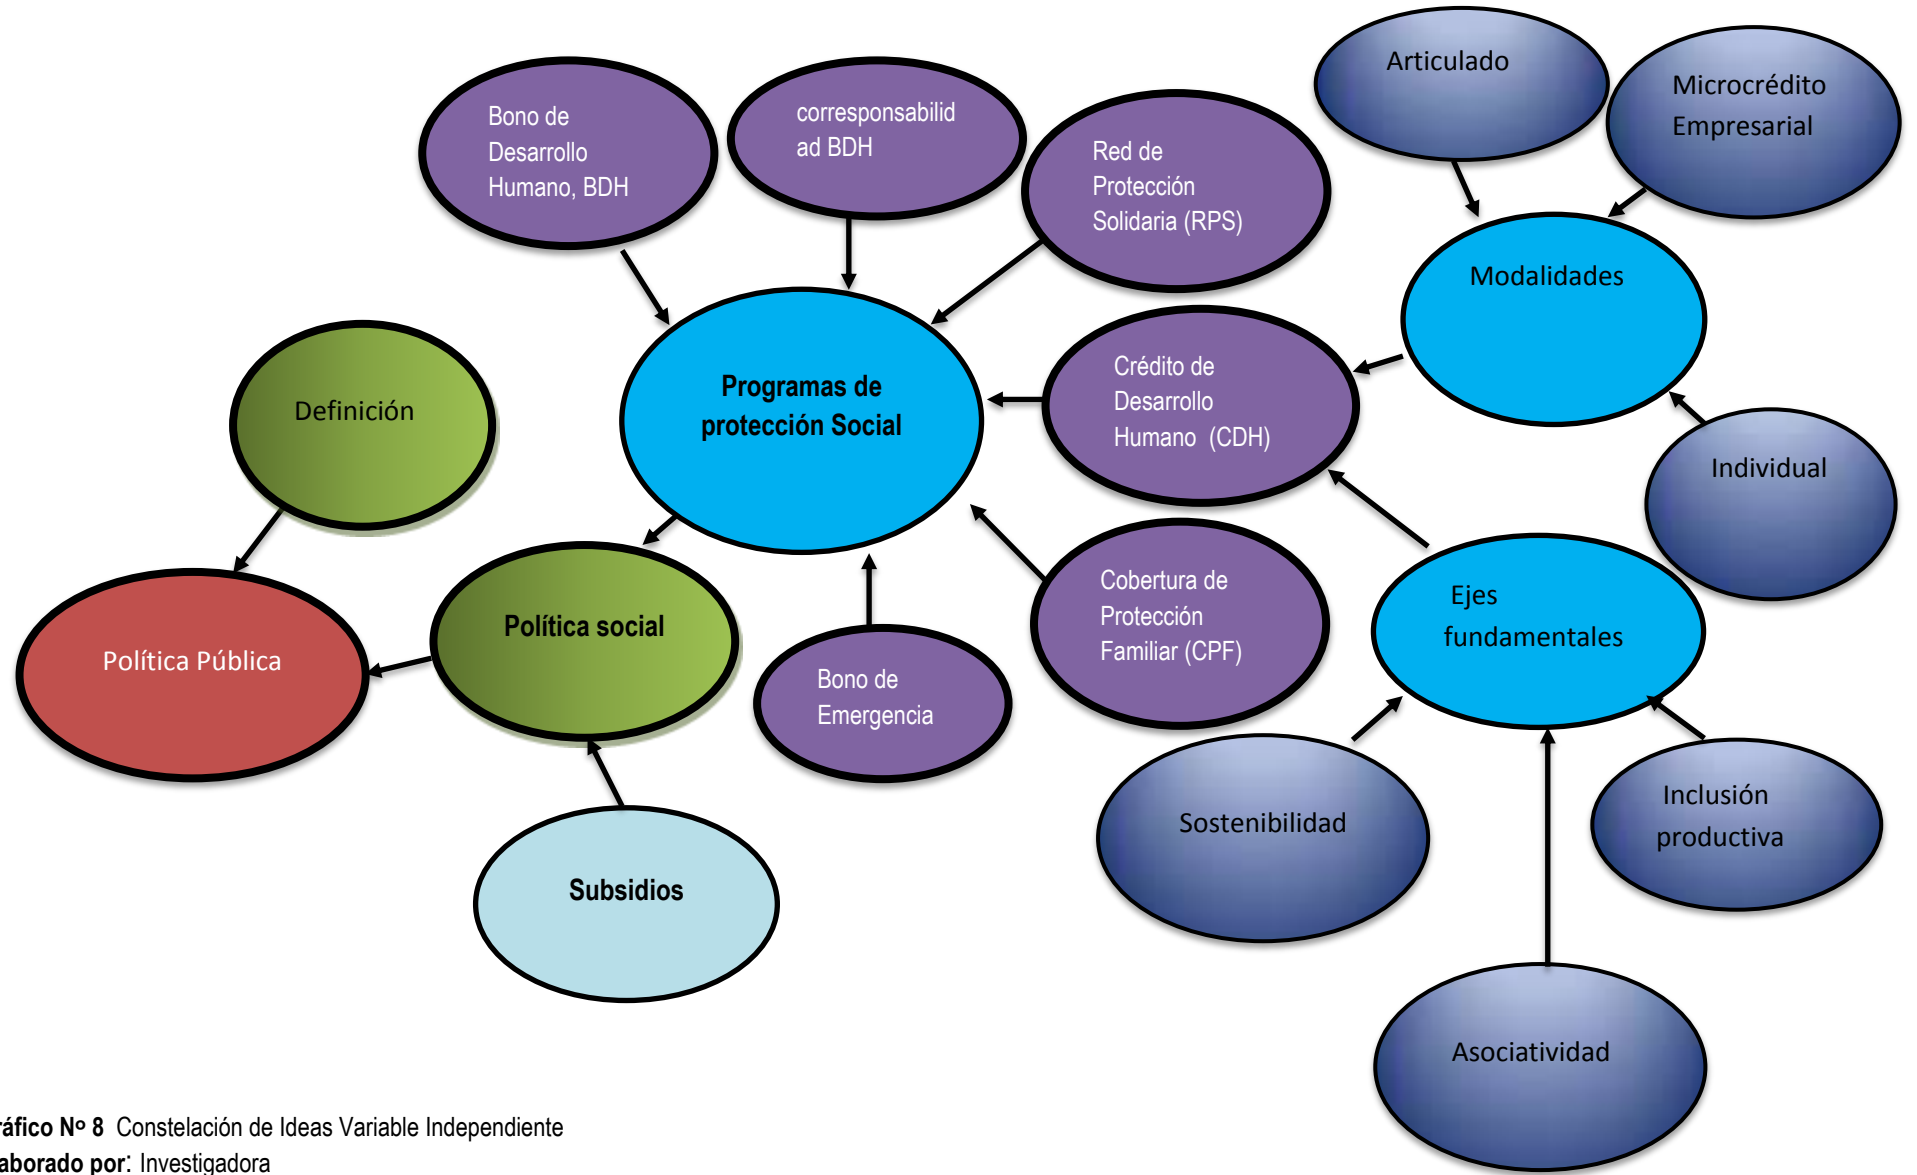 Articulado
Microcrédito
Empresarial
Bono de
Desarrollo
Humano, BDH
corresponsabilid
ad BDH
Red de
Protección
Solidaria (RPS)
Modalidades
Programas de
protección Social
Crédito de
Desarrollo
Humano  (CDH)
Definición
Individual
Cobertura de
Protección
Familiar (CPF)
Ejes
fundamentales
Política social
Política Pública
Bono de
Emergencia
Sostenibilidad
Inclusión
productiva
Subsidios
Asociatividad
ráfico Nº 8  Constelación de Ideas Variable Independiente
aborado por: Investigadora